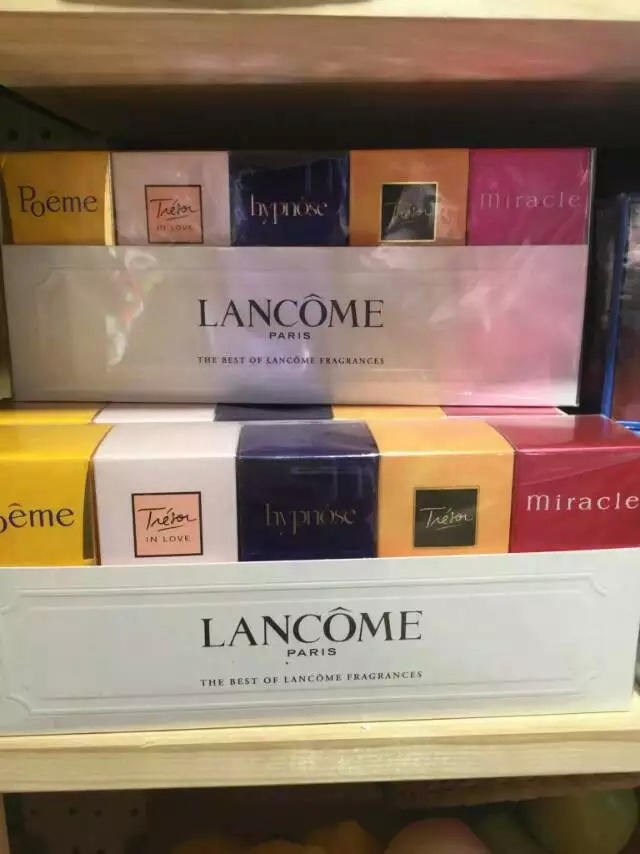 Poême
Trésor
IN LOVE
hypnôse
Trésor
miracle
LANCÔME
PARIS
THE BEST OF LANCÔME FRAGRANCES
oême
Trésor
IN LOVE
hypnôse
Trésor
miracle
LANCÔME
PARIS
THE BEST OF LANCÔME FRAGRANCES